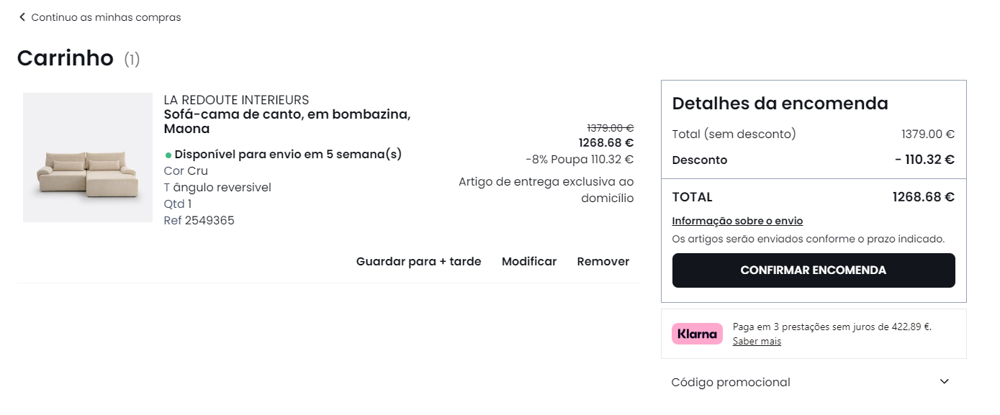 Continuo as minhas compras
Carrinho (1)
LA REDOUTE INTERIEURS
Sofá-cama de canto, em bombazina,
Maona
Disponível para envio em 5 semana(s)
Cor Cru
T ângulo reversivel
Qtd 1
Ref 2549365
1379.00 €
1268.68 €
-8% Poupa 110.32 €
Artigo de entrega exclusiva ao
domicílio
Guardar para + tarde Modificar Remover
Detalhes da encomenda
Total (sem desconto) 1379.00 €
Desconto - 110.32 €
TOTAL 1268.68 €
Informação sobre o envio
Os artigos serão enviados conforme o prazo indicado.
CONFIRMAR ENCOMENDA
Klarna
Paga em 3 prestações sem juros de 422,89 €.
Saber mais
Código promocional